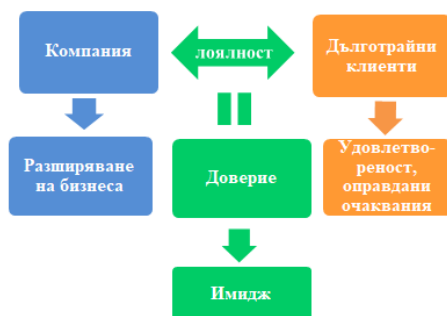 Компания
лоялност
Дълготрайни
клиенти
Разширяване
на бизнеса
Доверие
Удовлетво-
реност,
оправдани
очаквания
Имидж